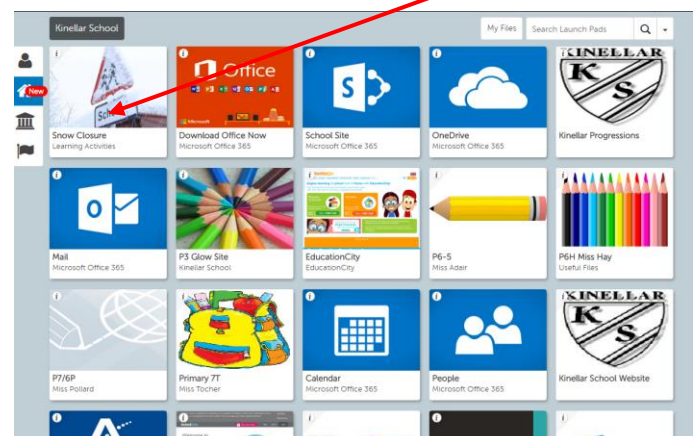 Kinellar School
My Files
Search Launch Pads
New
Sch
Office
Microsoft
S
KINELLAR
K
S
Snow Closure
Learning Activities
Download Office Now
Microsoft Office 365
School Site
Microsoft Office 365
OneDrive
Microsoft Office 365
Kinellar Progressions
o
Mail
Microsoft Office 365
P3 Glow Site
Kinellar School
EducationCity
EducationCity
P6-5
Miss Adair
P6H Miss Hay
Useful Files
KINELLAR
K
S
P7/6P
Miss Pollard
Primary 7T
Miss Tocher
Calendar
Microsoft Office 365
People
Microsoft Office 365
Kinellar School Website